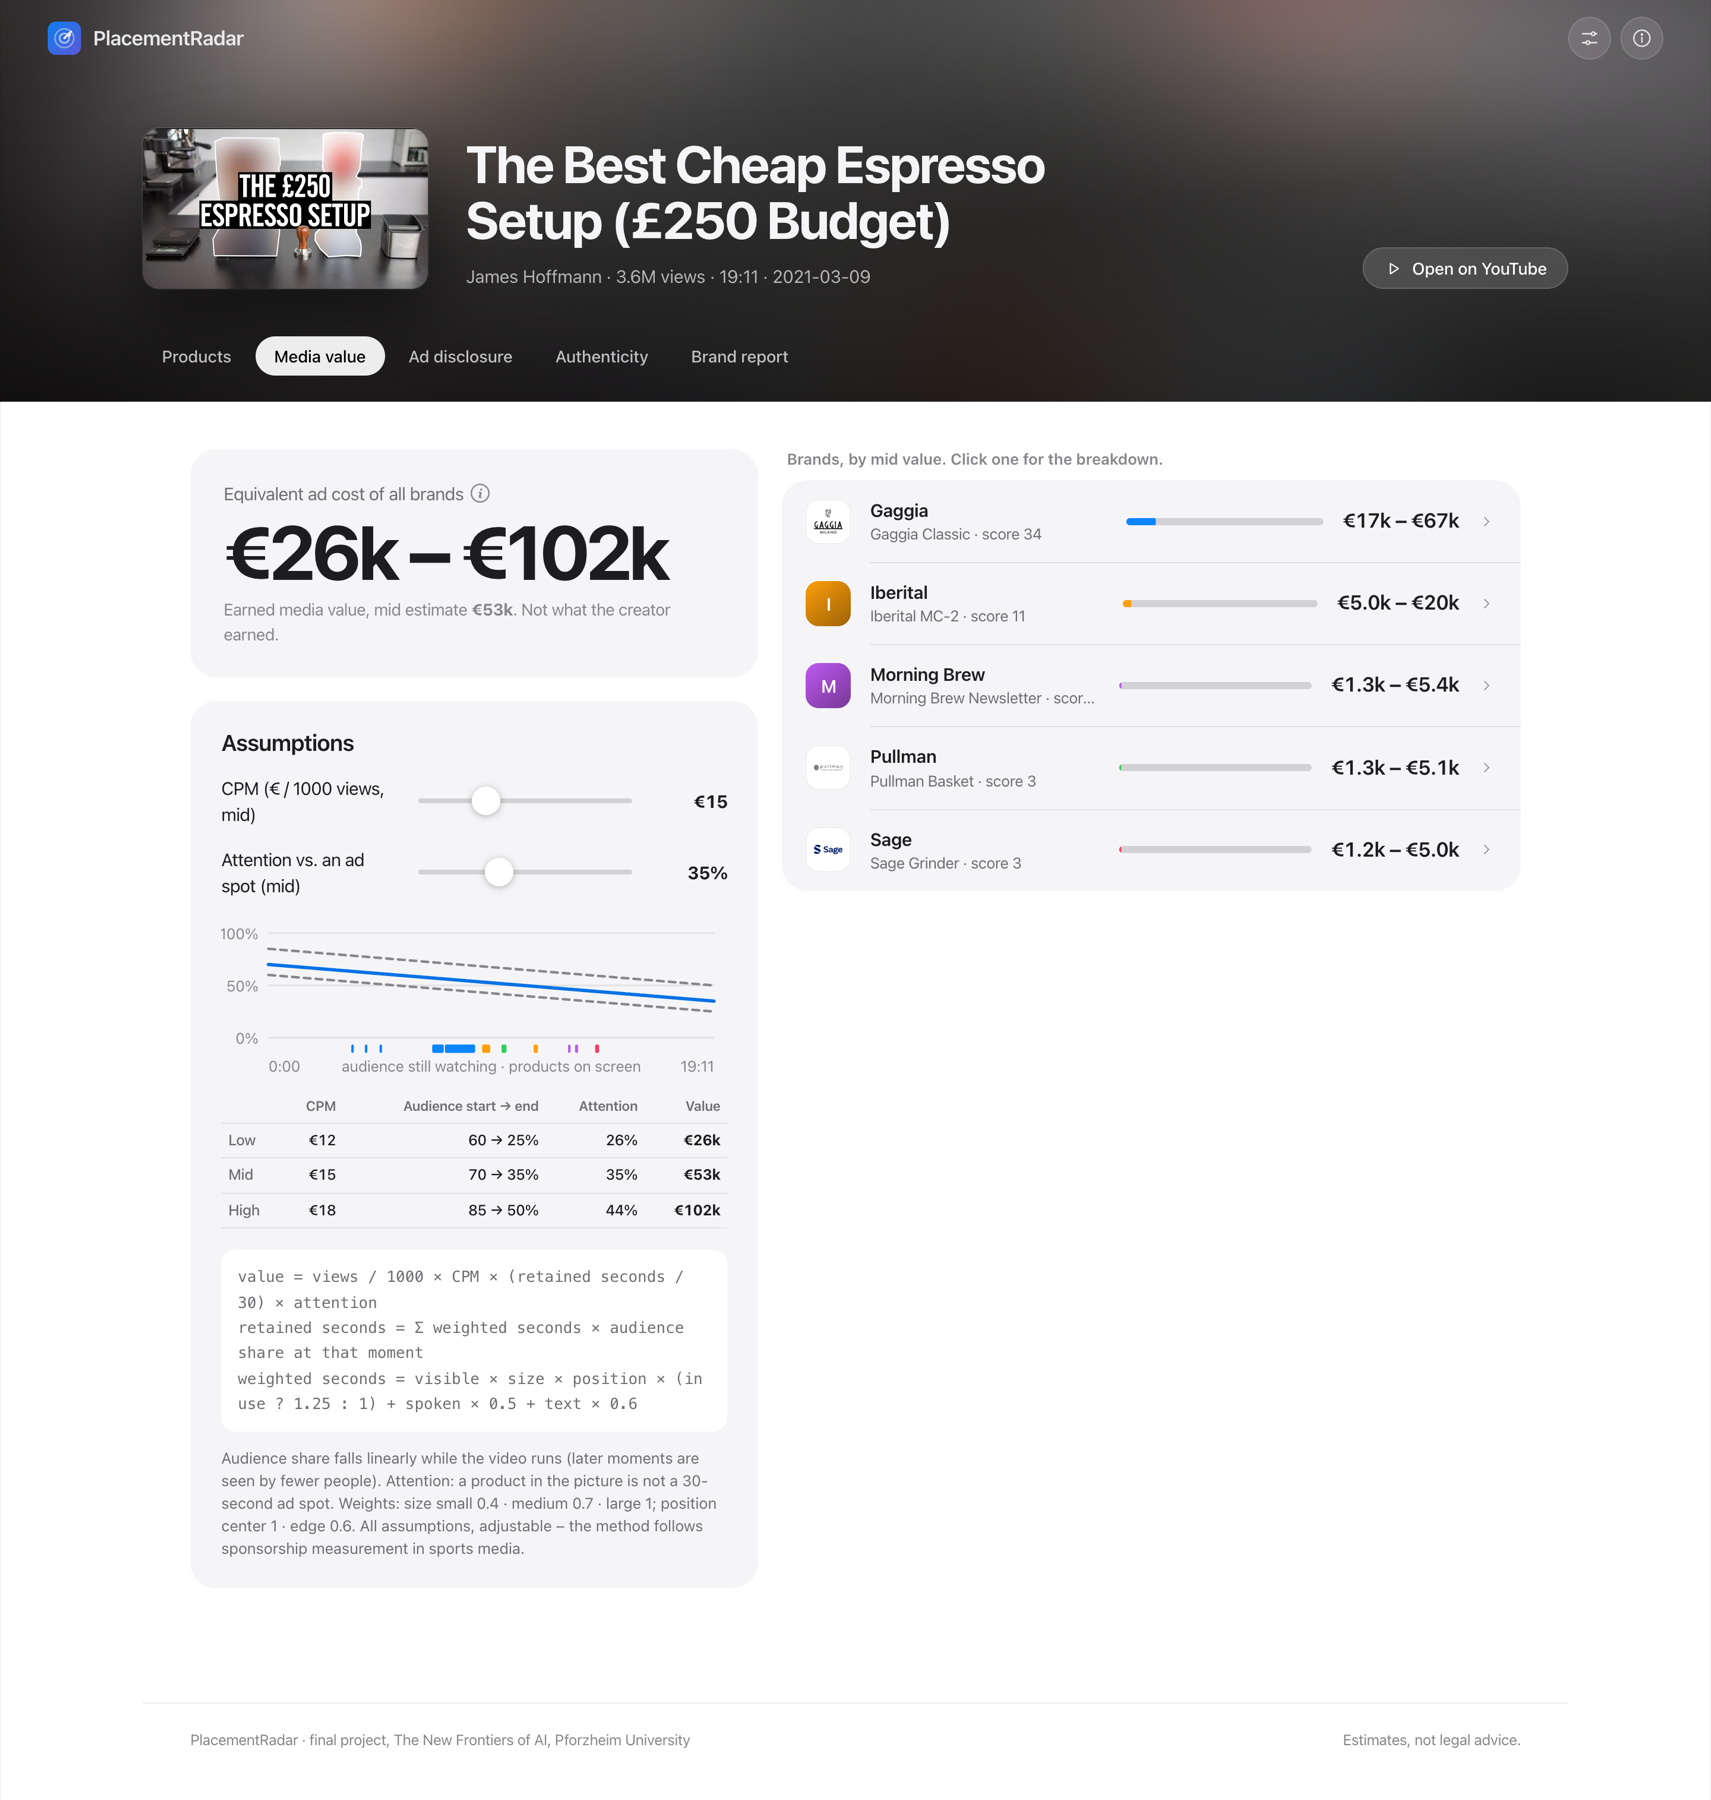 PlacementRadar
THE £250
ESPRESSO SETUP
The Best Cheap Espresso
Setup (£250 Budget)
James Hoffmann · 3.6M views · 19:11 · 2021-03-09
Open on YouTube
Products
Media value
Ad disclosure
Authenticity
Brand report
Equivalent ad cost of all brands
€26k – €102k
Earned media value, mid estimate €53k. Not what the creator
earned.
Assumptions
CPM (€ / 1000 views,
mid)
€15
Attention vs. an ad
spot (mid)
35%
100%
50%
0%
0:00 audience still watching · products on screen 19:11
CPM Audience start → end Attention Value
Low €12 60 → 25% 26% €26k
Mid €15 70 → 35% 35% €53k
High €18 85 → 50% 44% €102k
value = views / 1000 × CPM × (retained seconds /
30) × attention
retained seconds = Σ weighted seconds × audience
share at that moment
weighted seconds = visible × size × position × (in
use ? 1.25 : 1) + spoken × 0.5 + text × 0.6
Audience share falls linearly while the video runs (later moments are
seen by fewer people). Attention: a product in the picture is not a 30-
second ad spot. Weights: size small 0.4 · medium 0.7 · large 1; position
center 1 · edge 0.6. All assumptions, adjustable – the method follows
sponsorship measurement in sports media.
Brands, by mid value. Click one for the breakdown.
GAGGIA
MILANO
Gaggia
Gaggia Classic · score 34
€17k – €67k
I
Iberital
Iberital MC-2 · score 11
€5.0k – €20k
M
Morning Brew
Morning Brew Newsletter · scor...
€1.3k – €5.4k
pullman
Pullman
Pullman Basket · score 3
€1.3k – €5.1k
Sage
Sage
Sage Grinder · score 3
€1.2k – €5.0k
PlacementRadar · final project, The New Frontiers of AI, Pforzheim University
Estimates, not legal advice.